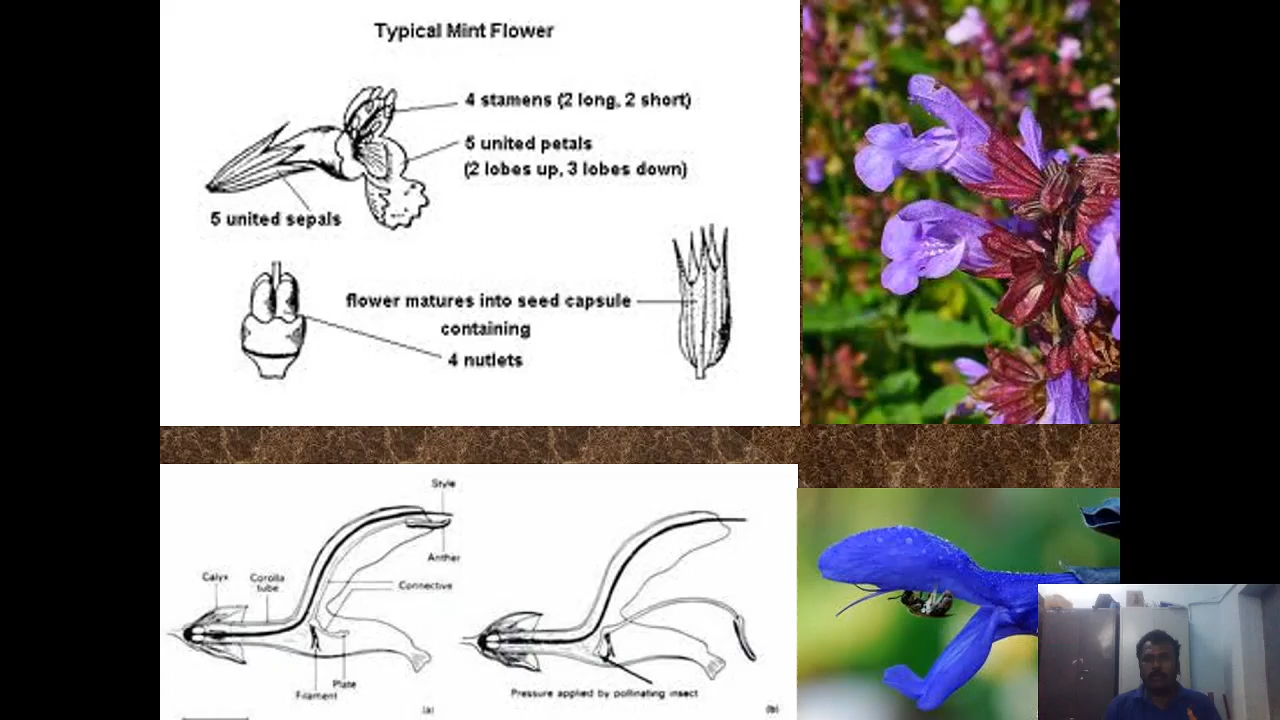 Typical Mint Flower
4 stamens (2 long, 2 short)
5 united petals
(2 lobes up, 3 lobes down)
5 united sepals
flower matures into seed capsule
containing
4 nutlets
Style
Anther
Calyx
Corolla
tube
Connective
Plate
Filament
(a)
Pressure applied by pollinating insect
(b)